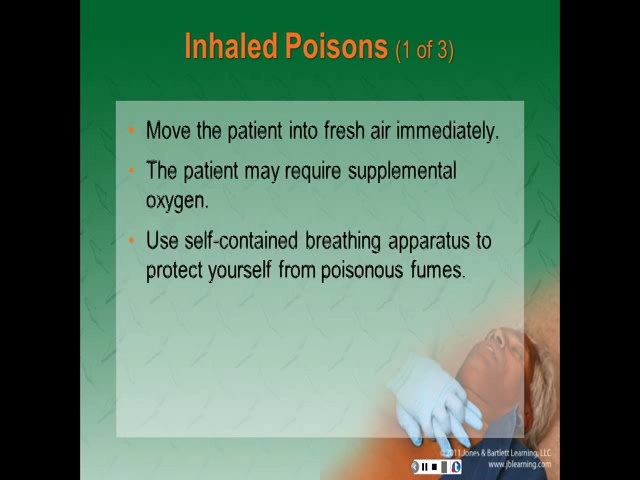 Inhaled Poisons (1 of 3)
• Move the patient into fresh air immediately.
• The patient may require supplemental
oxygen.
• Use self-contained breathing apparatus to
protect yourself from poisonous fumes.
© 2011 Jones & Bartlett Learning, LLC
www.jblearning.com